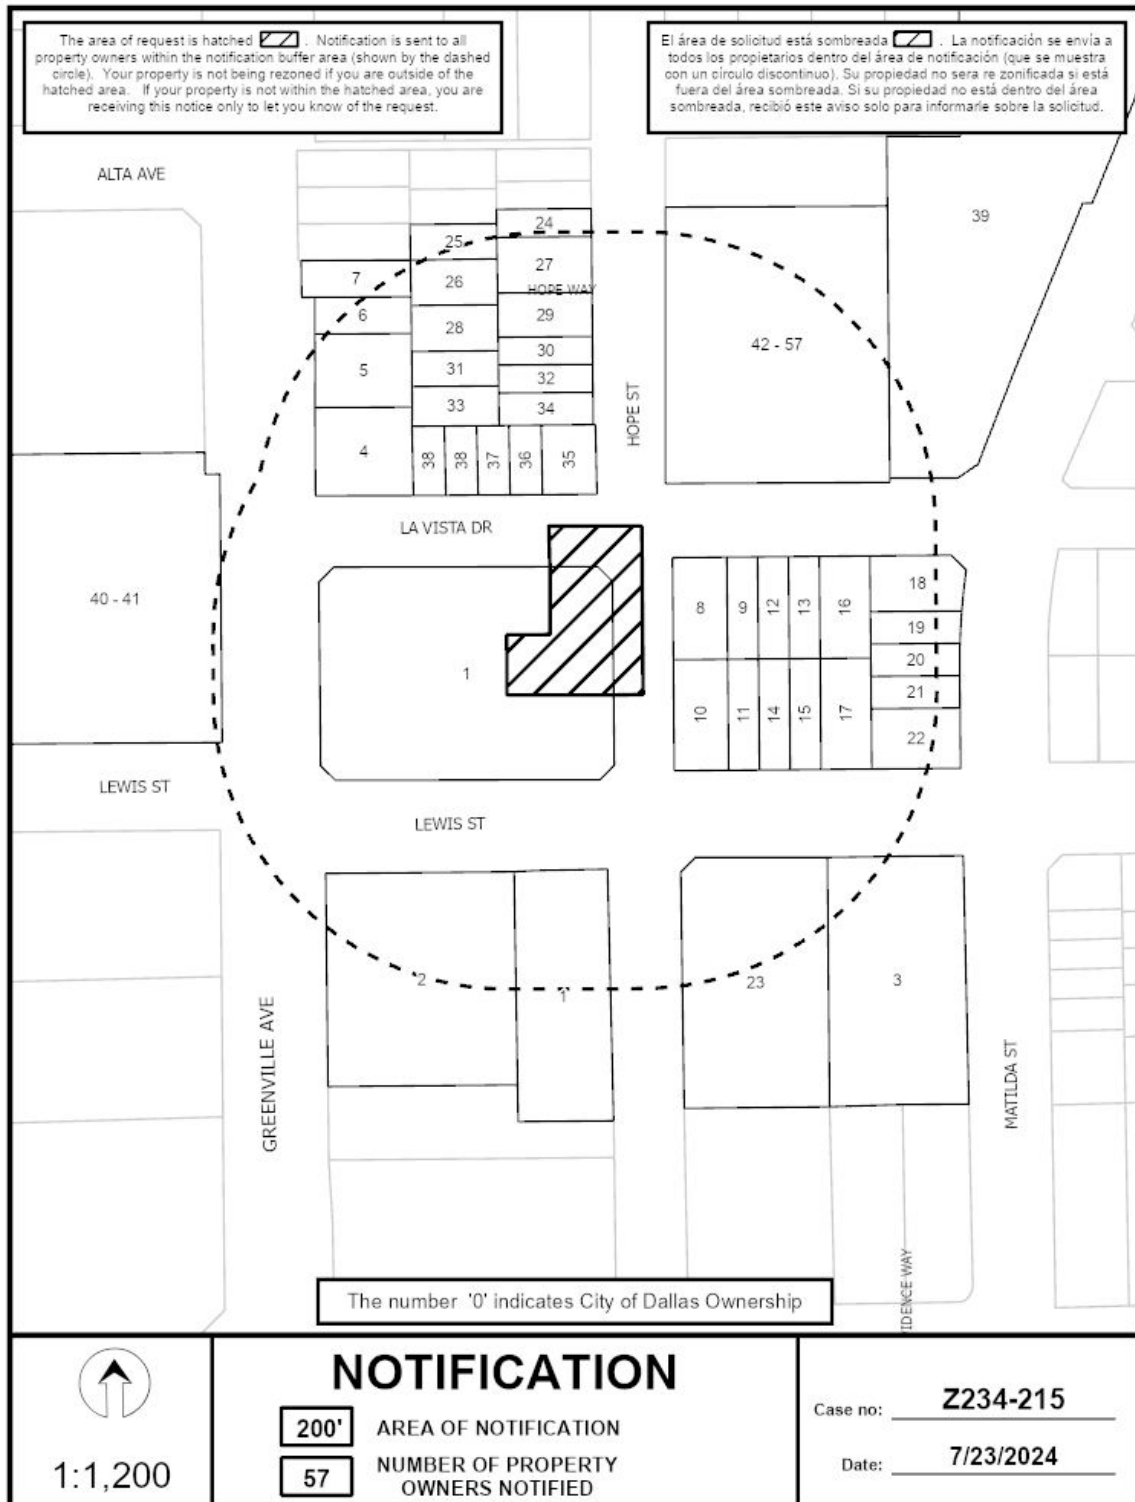 The area of request is hatched . Notification is sent to all
property owners within the notification buffer area (shown by the dashed
circle). Your property is not being rezoned if you are outside of the
hatched area. If your property is not within the hatched area, you are
receiving this notice only to let you know of the request.
El área de solicitud está sombreada . La notificación se envía a
todos los propietarios dentro del área de notificación (que se muestra
con un círculo discontinuo). Su propiedad no sera re zonificada si está
fuera del área sombreada. Si su propiedad no está dentro del área
sombreada, recibió este aviso solo para informarle sobre la solicitud.
ALTA AVE
24
39
25
27
7
26
HOPE WAY
6
28
29
42 - 57
30
5
31
32
33
34
HOPE ST
4
38
38
37
36
35
LA VISTA DR
40 - 41
18
8
9
12
13
16
19
20
1
21
10
11
14
15
17
22
LEWIS ST
LEWIS ST
2
1
23
3
GREENVILLE AVE
MATILDA ST
VIDENCE WAY
The number '0' indicates City of Dallas Ownership
1:1,200
NOTIFICATION
200' AREA OF NOTIFICATION
57 NUMBER OF PROPERTY
OWNERS NOTIFIED
Case no: Z234-215
Date: 7/23/2024